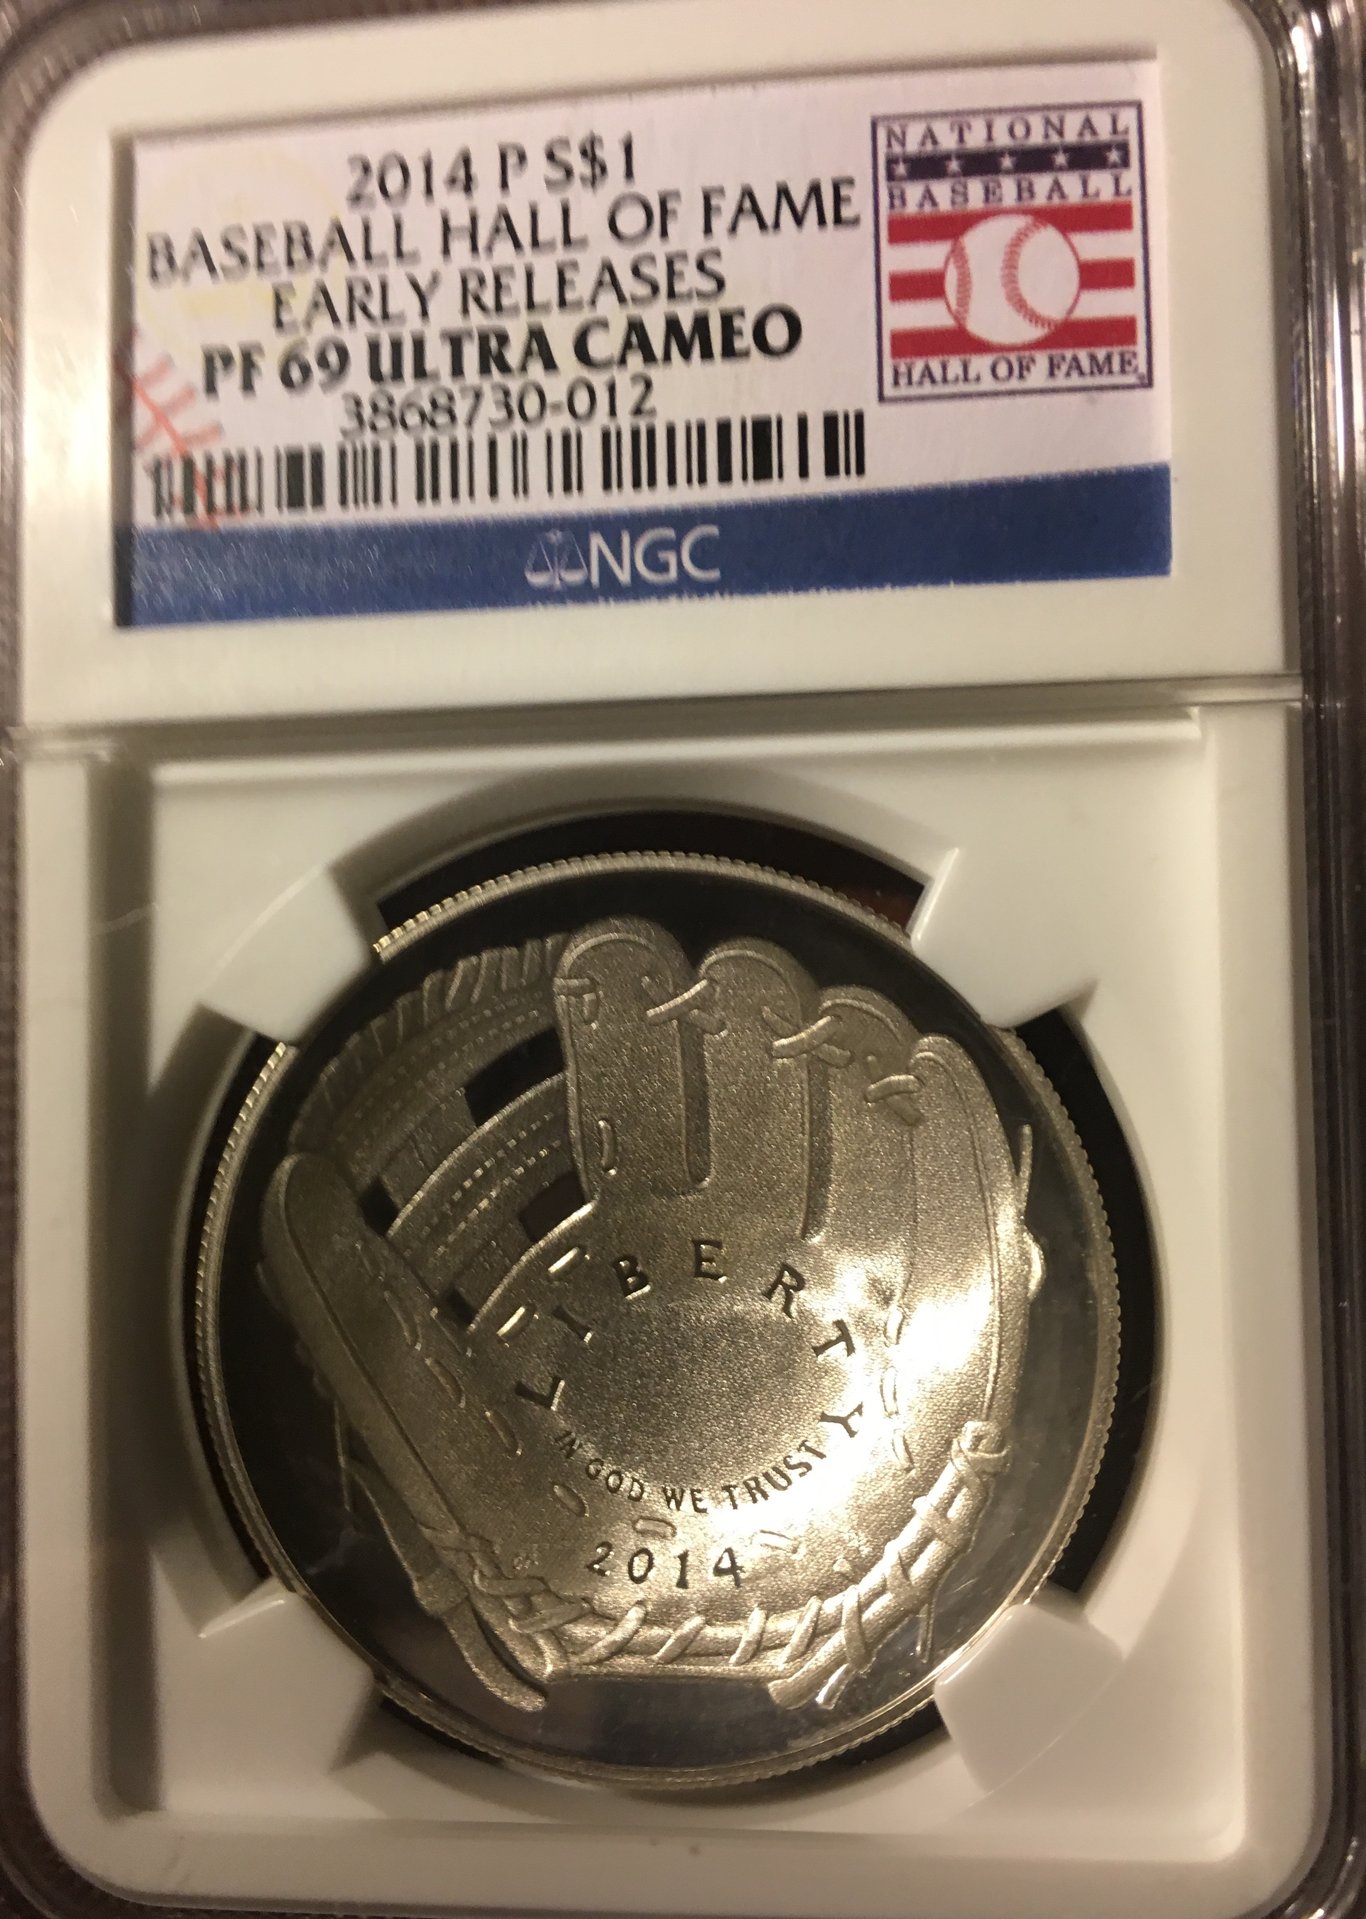 2014 P S$1
BASEBALL HALL OF FAME
EARLY RELEASES
PF 69 ULTRA CAMEO
3868730-012
NATIONAL
BASEBALL
HALL OF FAME
NGC
LIBERTY
IN GOD WE TRUST
2014